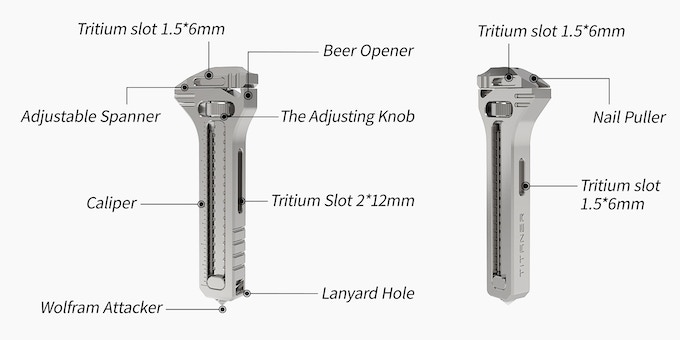 Tritium slot 1.5*6mm
Beer Opener
Adjustable Spanner
The Adjusting Knob
Caliper
Tritium Slot 2*12mm
Lanyard Hole
Wolfram Attacker
Tritium slot 1.5*6mm
Nail Puller
Tritium slot
1.5*6mm
TITANER